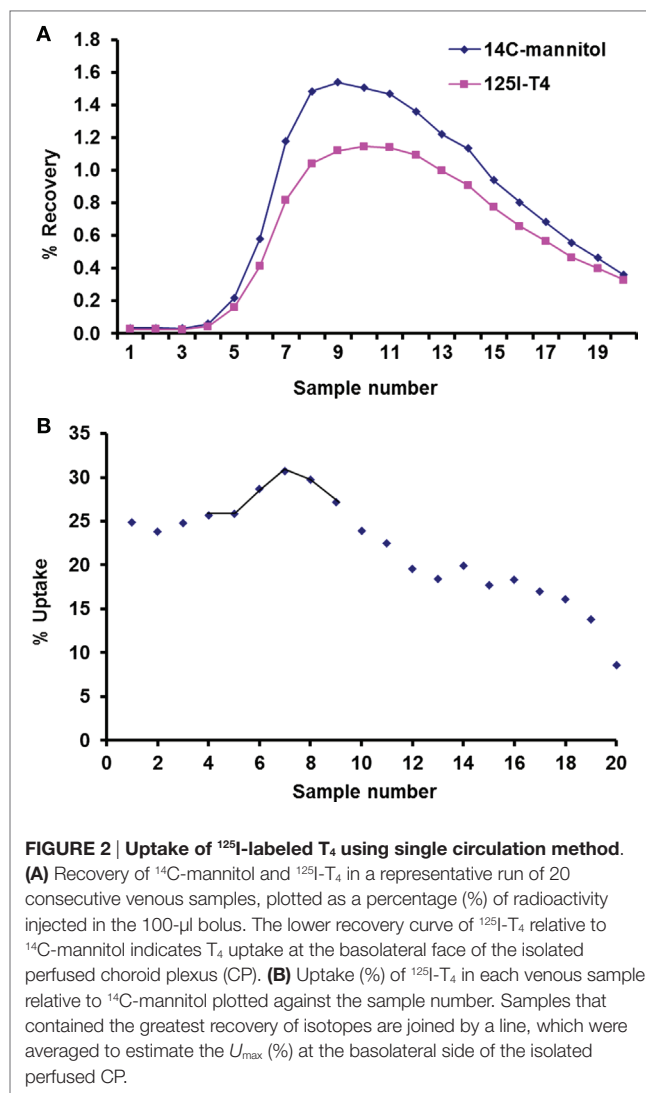 A
1.8
1.6
1.4
1.2
1.0
0.8
0.6
0.4
0.2
0.0
% Recovery
14C-mannitol
125I-T4
1 3 5 7 9 11 13 15 17 19
Sample number
B
35
30
25
20
15
10
5
0
% Uptake
0 2 4 6 8 10 12 14 16 18 20
Sample number
FIGURE 2 | Uptake of ¹²⁵I-labeled T₄ using single circulation method.
(A) Recovery of ¹⁴C-mannitol and ¹²⁵I-T₄ in a representative run of 20
consecutive venous samples, plotted as a percentage (%) of radioactivity
injected in the 100-μl bolus. The lower recovery curve of ¹²⁵I-T₄ relative to
¹⁴C-mannitol indicates T₄ uptake at the basolateral face of the isolated
perfused choroid plexus (CP). (B) Uptake (%) of ¹²⁵I-T₄ in each venous sample
relative to ¹⁴C-mannitol plotted against the sample number. Samples that
contained the greatest recovery of isotopes are joined by a line, which were
averaged to estimate the Umax (%) at the basolateral side of the isolated
perfused CP.